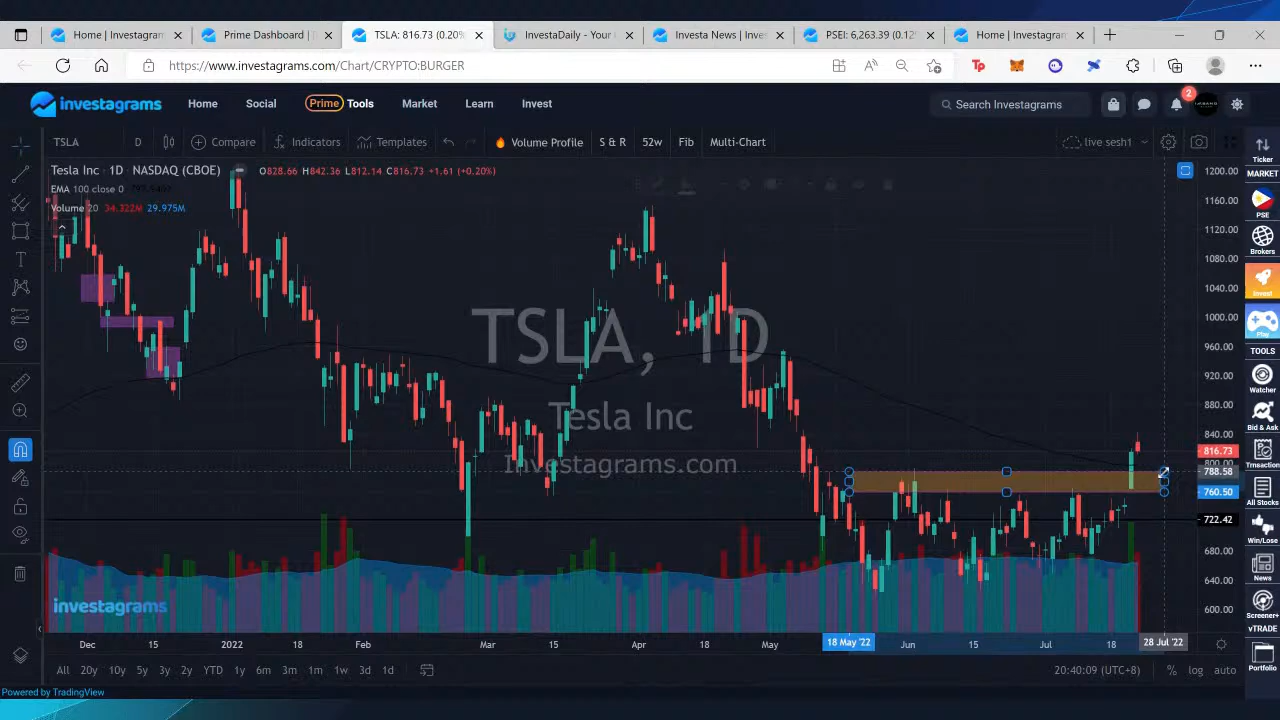 Home | Investagram
Prime Dashboard |
TSLA: 816.73 (0.20%
InvestaDaily - Your
Investa News | Inves
PSEI: 6,263.39 (0.12%
Home | Investagram
https://www.investagrams.com/Chart/CRYPTO:BURGER
investagrams
Home
Social
Prime Tools
Market
Learn
Invest
Search Investagrams
2
TSLA
D
Compare
Indicators
Templates
Volume Profile
S & R
52w
Fib
Multi-Chart
live sesh1
Ticker
Tesla Inc · 1D · NASDAQ (CBOE)
O828.66 H842.36 L812.14 C816.73 +1.61 (+0.20%)
EMA 100 close 0
Volume 20 34.322M 29.975M
TSLA, 1D
Tesla Inc
Investagrams.com
1200.00
1160.00
1120.00
1080.00
1040.00
1000.00
960.00
920.00
880.00
840.00
816.73
800.00
788.58
760.50
722.42
680.00
640.00
600.00
MARKET
PSE
Brokers
Invest
Play
TOOLS
Watcher
Bid & Ask
Trnsaction
All Stocks
Win/Lose
News
Screener+
vTRADE
Portfolio
investagrams
Dec
15
2022
18
Feb
Mar
15
Apr
18
May
18 May '22
Jun
15
Jul
18
28 Jul '22
All
20y
10y
5y
3y
2y
YTD
1y
6m
3m
1m
1w
3d
1d
20:40:09 (UTC+8)
%
log
auto
Powered by TradingView